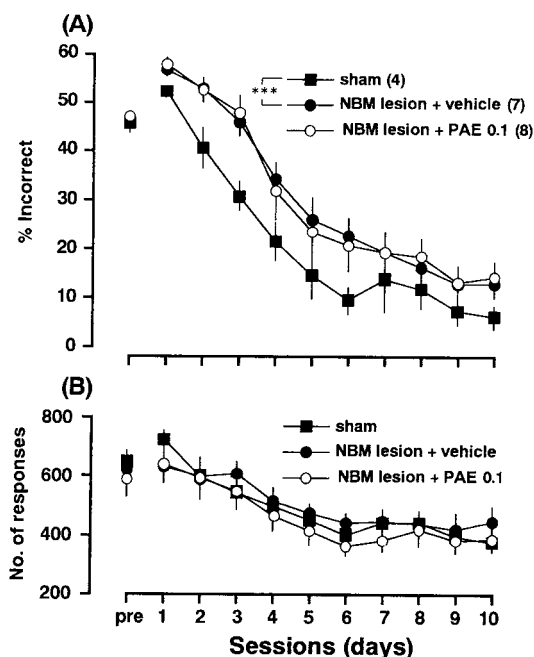 (A)
60
50
40
30
20
10
0
% Incorrect
*** sham (4)
NBM lesion + vehicle (7)
NBM lesion + PAE 0.1 (8)
(B)
800
600
400
200
No. of responses
sham
NBM lesion + vehicle
NBM lesion + PAE 0.1
pre 1 2 3 4 5 6 7 8 9 10
Sessions (days)